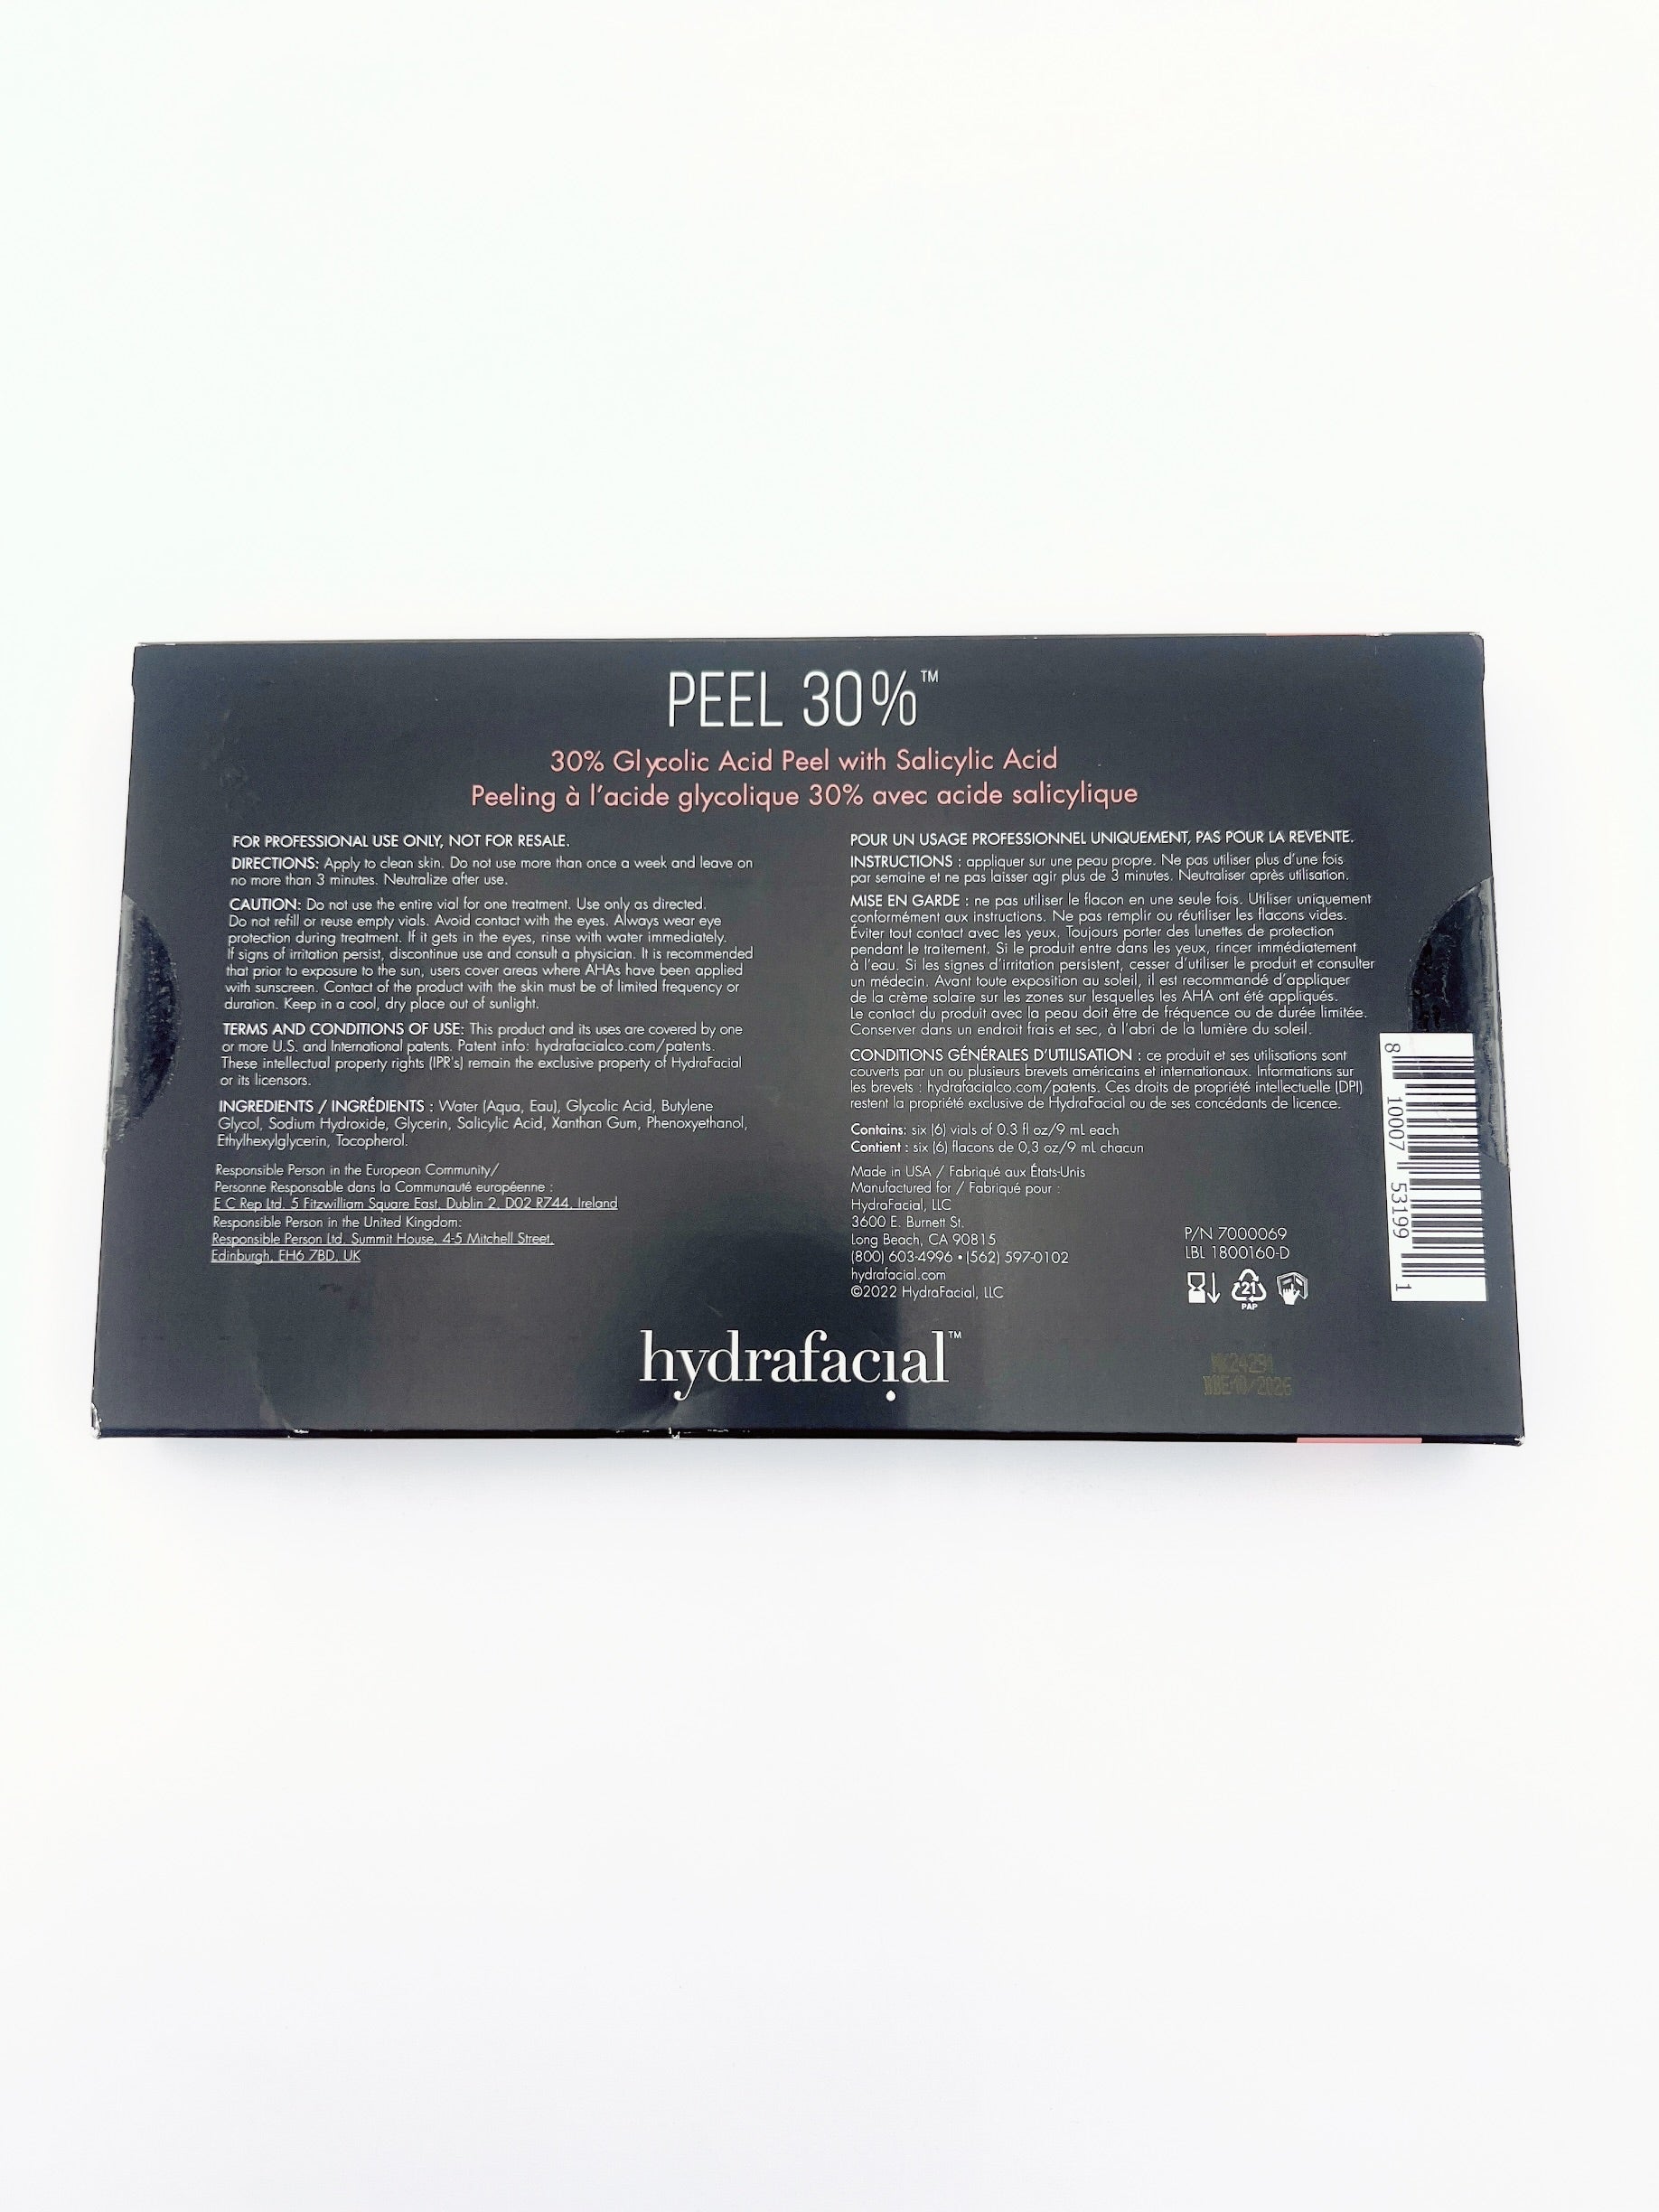 PEEL 30%™
30% Glycolic Acid Peel with Salicylic Acid
Peeling à l'acide glycolique 30% avec acide salicylique
FOR PROFESSIONAL USE ONLY, NOT FOR RESALE.
DIRECTIONS: Apply to clean skin. Do not use more than once a week and leave on
no more than 3 minutes. Neutralize after use.
CAUTION: Do not use the entire vial for one treatment. Use only as directed.
Do not refill or reuse empty vials. Avoid contact with the eyes. Always wear eye
protection during treatment. If it gets in the eyes, rinse with water immediately.
If signs of irritation persist, discontinue use and consult a physician. It is recommended
that prior to exposure to the sun, users cover areas where AHAs have been applied
with sunscreen. Contact of the product with the skin must be of limited frequency or
duration. Keep in a cool, dry place out of sunlight.
TERMS AND CONDITIONS OF USE: This product and its uses are covered by one
or more U.S. and International patents. Patent info: hydrafacialco.com/patents.
These intellectual property rights (IPR's) remain the exclusive property of HydraFacial
or its licensors.
INGREDIENTS / INGRÉDIENTS : Water (Aqua, Eau), Glycolic Acid, Butylene
Glycol, Sodium Hydroxide, Glycerin, Salicylic Acid, Xanthan Gum, Phenoxyethanol,
Ethylhexylglycerin, Tocopherol.
Responsible Person in the European Community/
Personne Responsable dans la Communauté européenne :
E C Rep Ltd. 5 Fitzwilliam Square East, Dublin 2, D02 R744, Ireland
Responsible Person in the United Kingdom:
Responsible Person Ltd. Summit House, 4-5 Mitchell Street,
Edinburgh, EH6 7BD, UK
POUR UN USAGE PROFESSIONNEL UNIQUEMENT, PAS POUR LA REVENTE.
INSTRUCTIONS : appliquer sur une peau propre. Ne pas utiliser plus d'une fois
par semaine et ne pas laisser agir plus de 3 minutes. Neutraliser après utilisation.
MISE EN GARDE : ne pas utiliser le flacon en une seule fois. Utiliser uniquement
conformément aux instructions. Ne pas remplir ou réutiliser les flacons vides.
Éviter tout contact avec les yeux. Toujours porter des lunettes de protection
pendant le traitement. Si le produit entre dans les yeux, rincer immédiatement
à l'eau. Si les signes d'irritation persistent, cesser d'utiliser le produit et consulter
un médecin. Avant toute exposition au soleil, il est recommandé d'appliquer
de la crème solaire sur les zones sur lesquelles les AHA ont été appliqués.
Le contact du produit avec la peau doit être de fréquence ou de durée limitée.
Conserver dans un endroit frais et sec, à l'abri de la lumière du soleil.
CONDITIONS GÉNÉRALES D'UTILISATION : ce produit et ses utilisations sont
couverts par un ou plusieurs brevets américains et internationaux. Informations sur
les brevets : hydrafacialco.com/patents. Ces droits de propriété intellectuelle (DPI)
restent la propriété exclusive de HydraFacial ou de ses concédants de licence.
Contains: six (6) vials of 0.3 fl oz/9 mL each
Contient : six (6) flacons de 0,3 oz/9 mL chacun
Made in USA / Fabriqué aux États-Unis
Manufactured for / Fabriqué pour :
HydraFacial, LLC
3600 E. Burnett St.
Long Beach, CA 90815
(800) 603-4996 • (562) 597-0102
hydrafacial.com
©2022 HydraFacial, LLC
P/N 7000069
LBL 1800160-D
21
PAP
8 10007 53199 1
10/2026
hydrafacial™